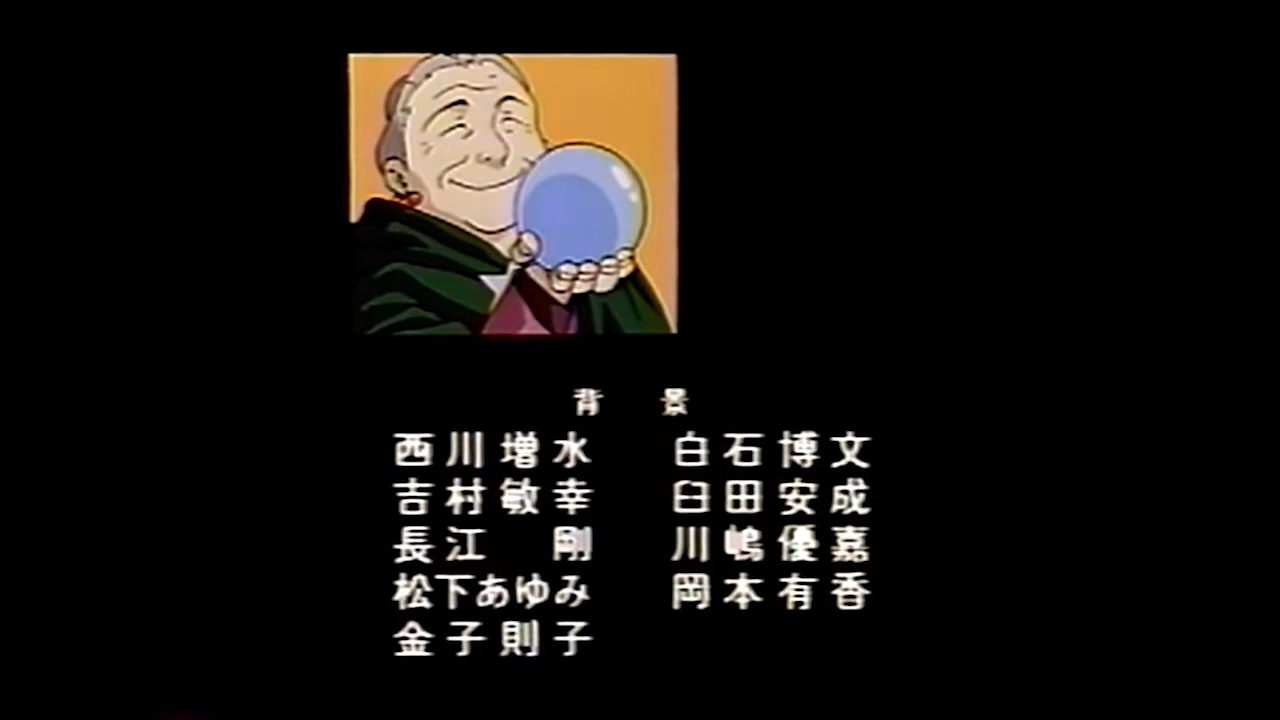 背景
西川増水 白石博文
吉村敏幸 臼田安成
長江剛 川嶋優嘉
松下あゆみ 岡本有香
金子則子